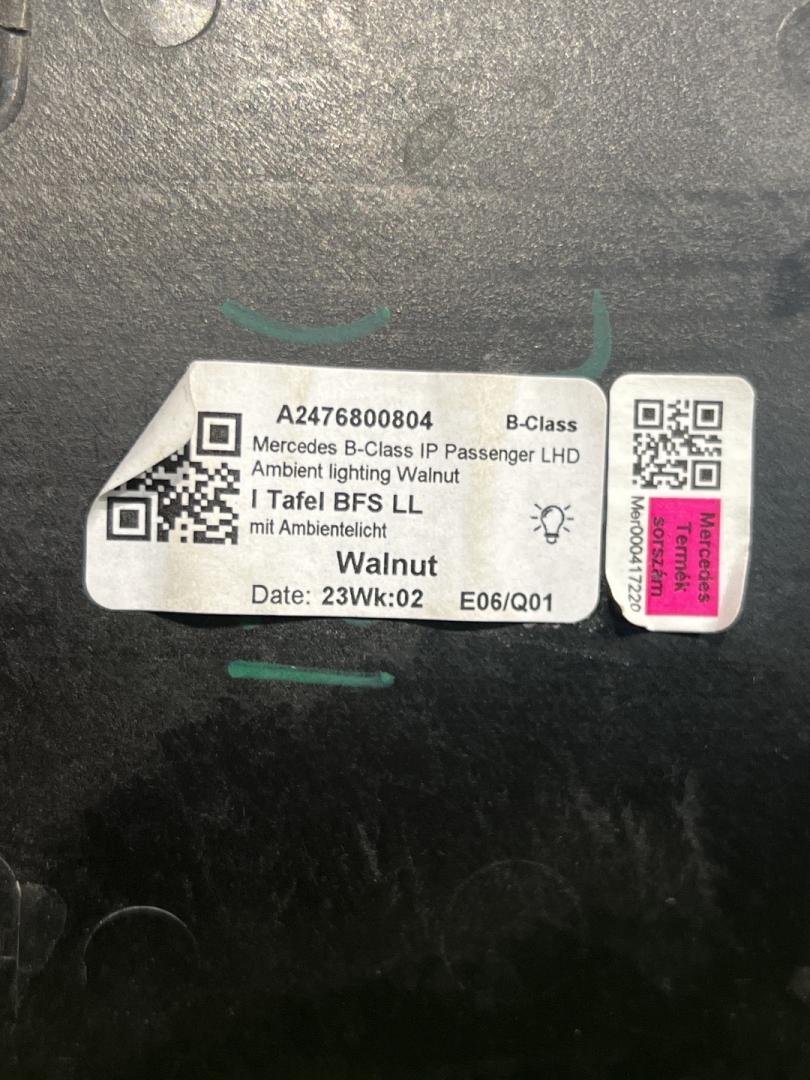 A2476800804
B-Class
Mercedes B-Class IP Passenger LHD
Ambient lighting Walnut
I Tafel BFS LL
mit Ambientelicht
Walnut
Date: 23Wk:02
E06/Q01
Mercedes
Termék
sorszám
Mer000417220